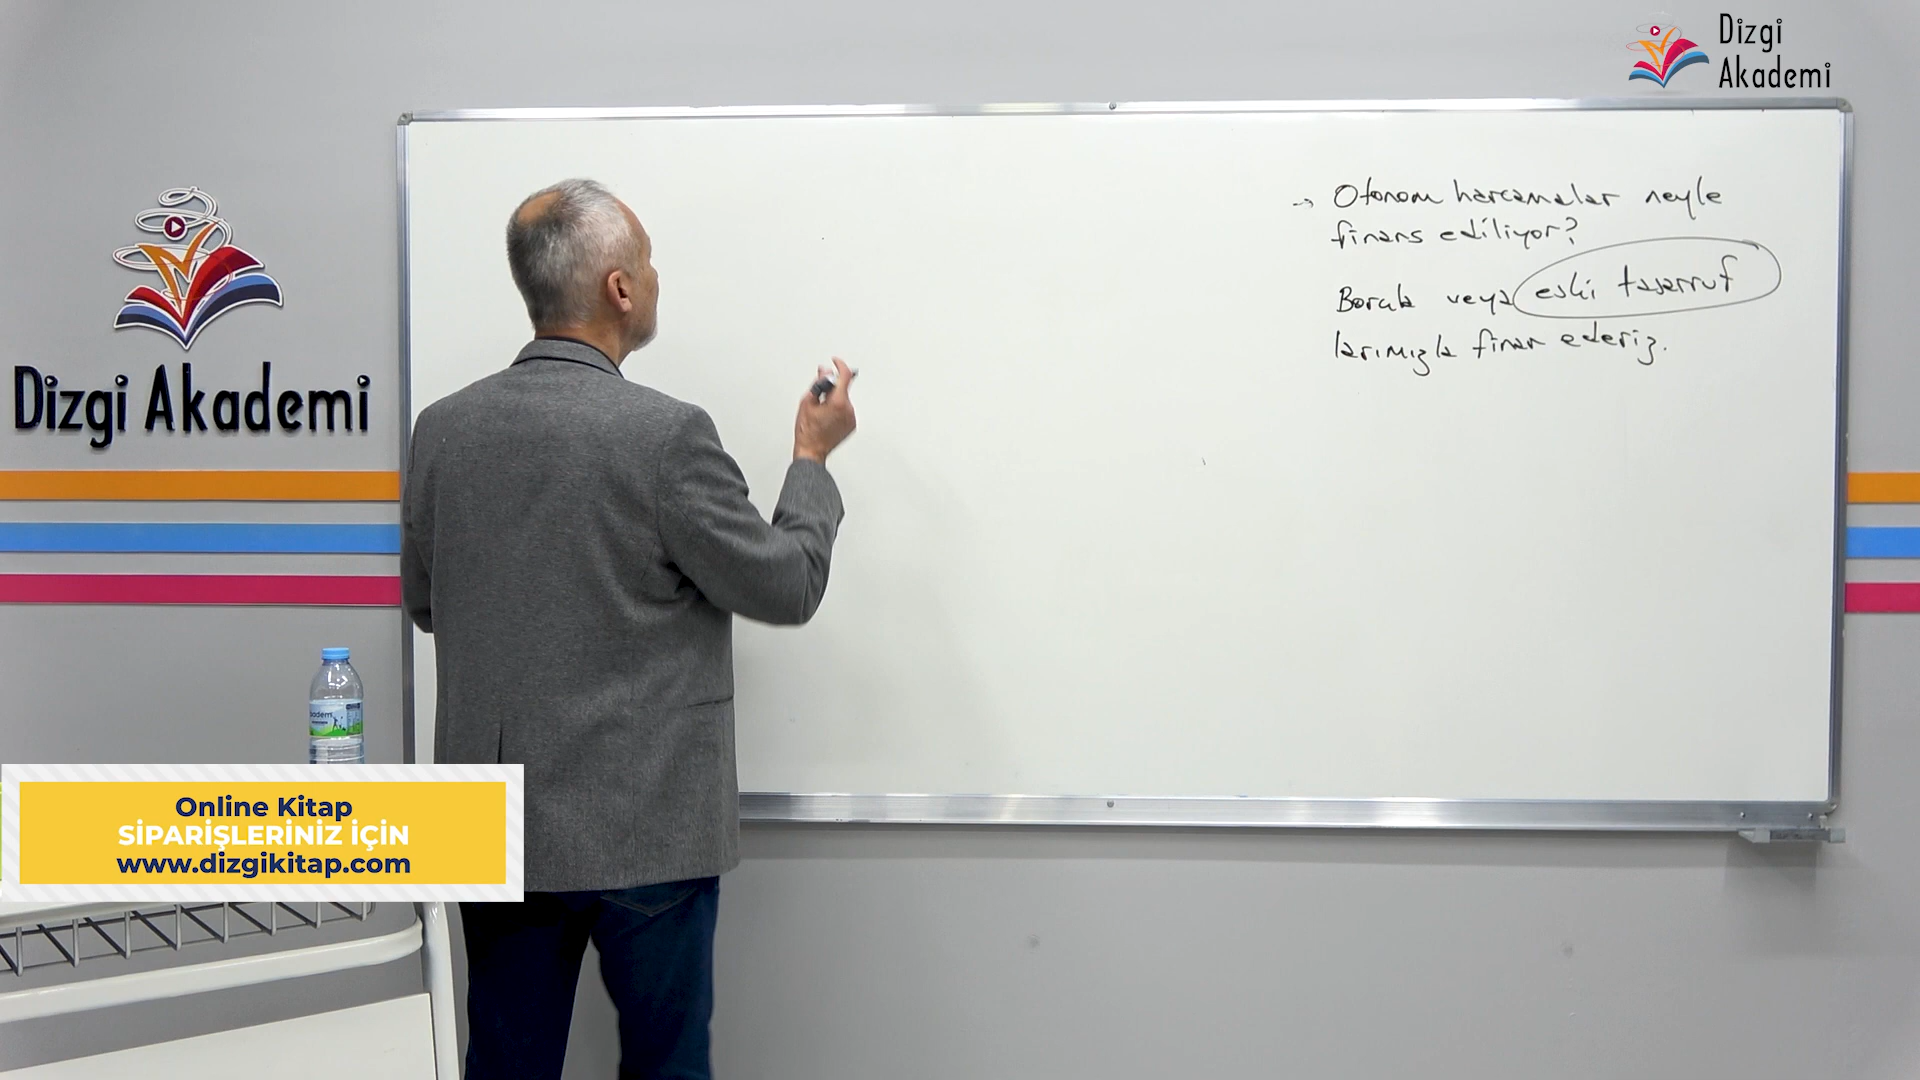 Dizgi
Akademi
→ Otonom harcamalar neyle
finans ediliyor?
Borçla veya eski tasarruf
larımızla finan ederiz.
Dizgi Akademi
Online Kitap
SİPARİŞLERİNİZ İÇİN
www.dizgikitap.com